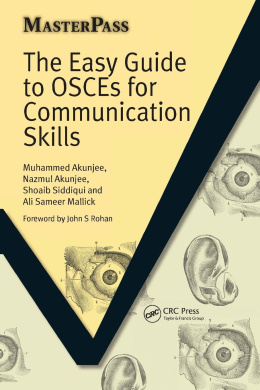 MASTERPASS
The Easy Guide
to OSCEs for
Communication
Skills
Muhammed Akunjee,
Nazmul Akunjee,
Shoaib Siddiqui and
Ali Sameer Mallick
Foreword by John S Rohan
CRC
CRC Press
Taylor & Francis Group